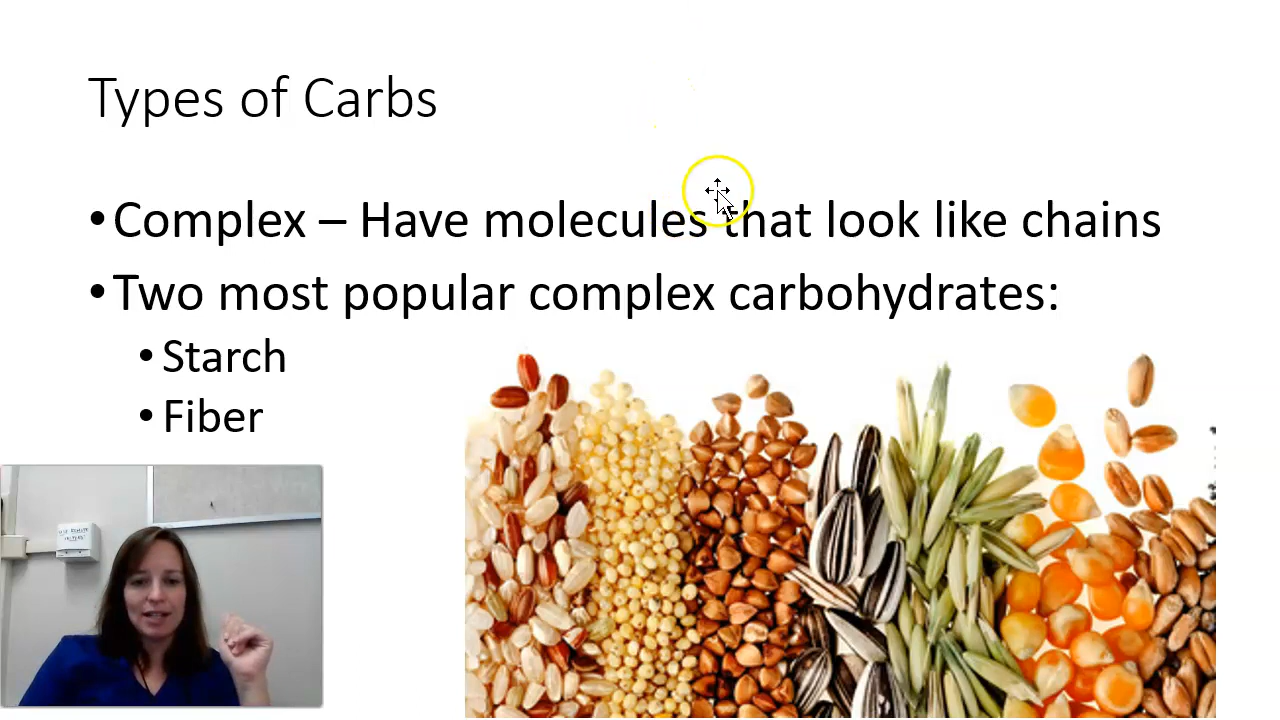 Types of Carbs
• Complex – Have molecules that look like chains
• Two most popular complex carbohydrates:
• Starch
• Fiber